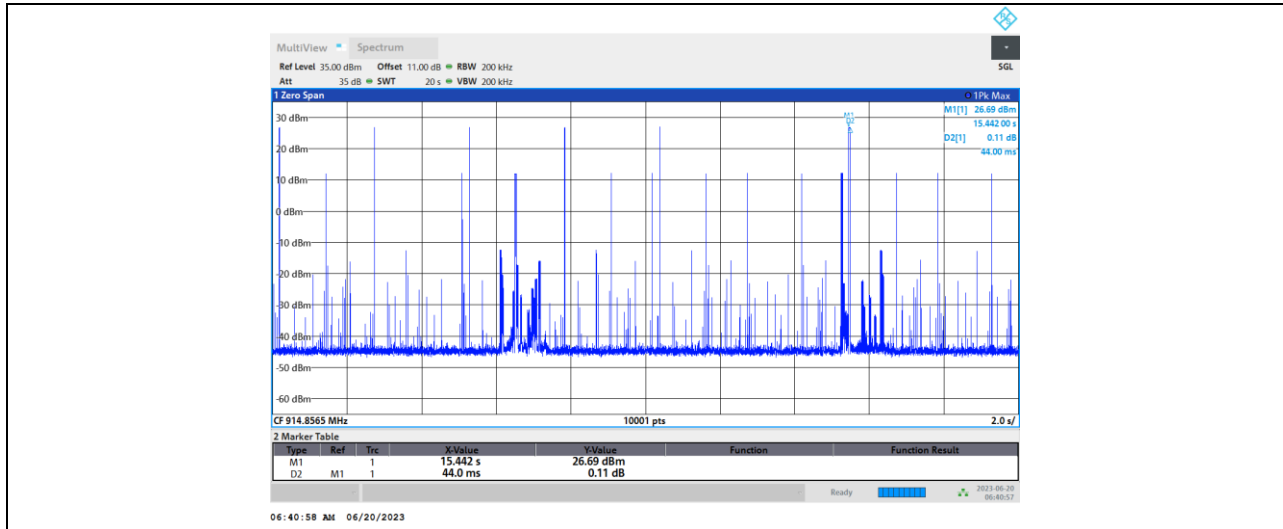 MultiView Spectrum
Ref Level 35.00 dBm Offset 11.00 dB RBW 200 kHz SGL
Att 35 dB SWT 20 s VBW 200 kHz
1 Zero Span 1Pk Max
M1[1] 26.69 dBm
15.442 00 s
D2[1] 0.11 dB
44.00 ms
30 dBm
M1
D2
20 dBm
10 dBm
0 dBm
-10 dBm
-20 dBm
-30 dBm
-40 dBm
-50 dBm
-60 dBm
CF 914.8565 MHz 10001 pts 2.0 s/
2 Marker Table
Type Ref Trc X-Value Y-Value Function Function Result
M1 1 15.442 s 26.69 dBm
D2 M1 1 44.0 ms 0.11 dB
Ready 2023-06-20
06:40:57
06:40:58 AM 06/20/2023